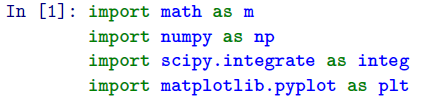 In [1]: import math as m
import numpy as np
import scipy.integrate as integ
import matplotlib.pyplot as plt